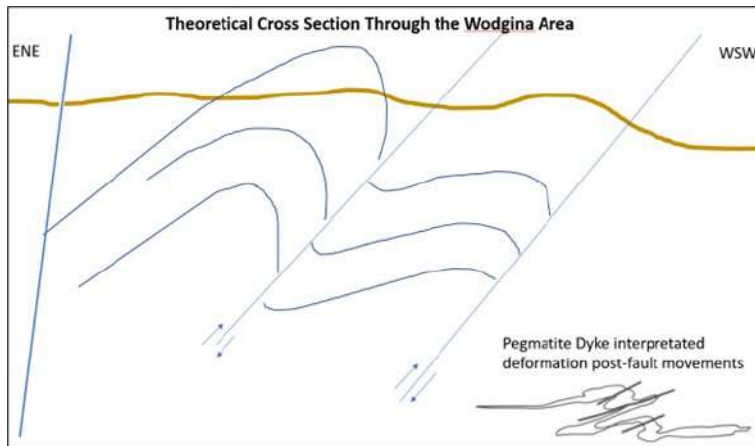 Theoretical Cross Section Through the Wodgina Area
ENE
WSW
Pegmatite Dyke interpretated
deformation post-fault movements